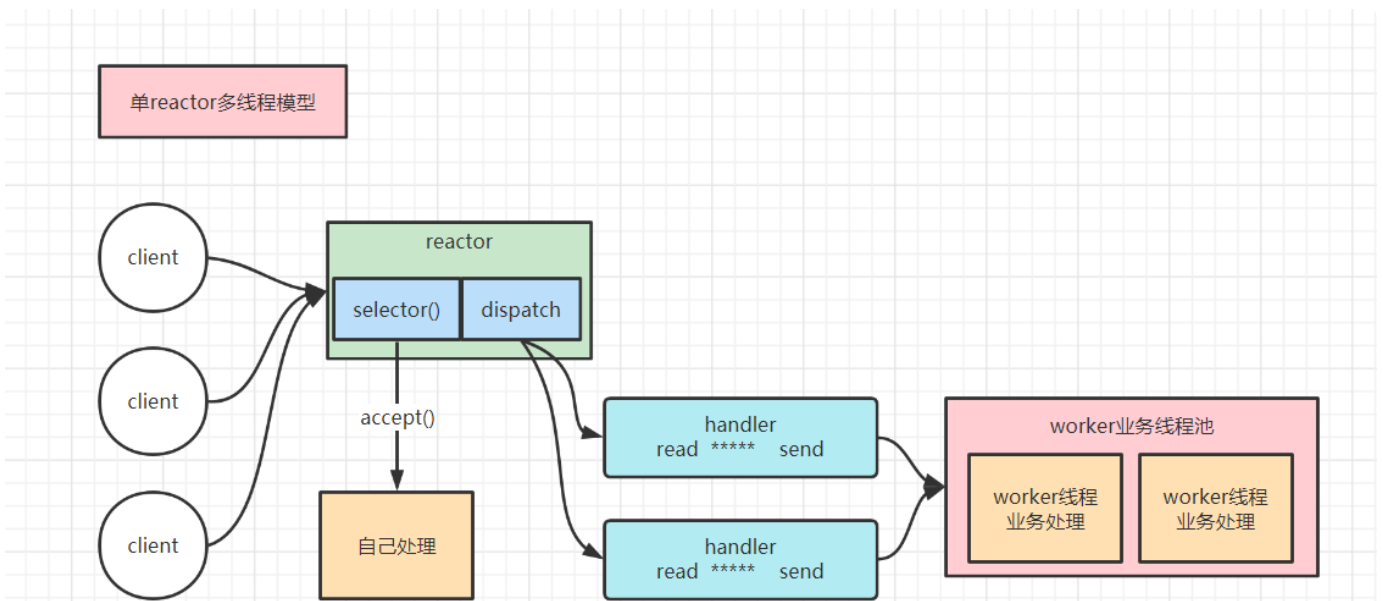 单reactor多线程模型
client
reactor
selector()
dispatch
client
accept()
handler
read ***** send
worker业务线程池
worker线程
业务处理
worker线程
业务处理
client
自己处理
handler
read ***** send